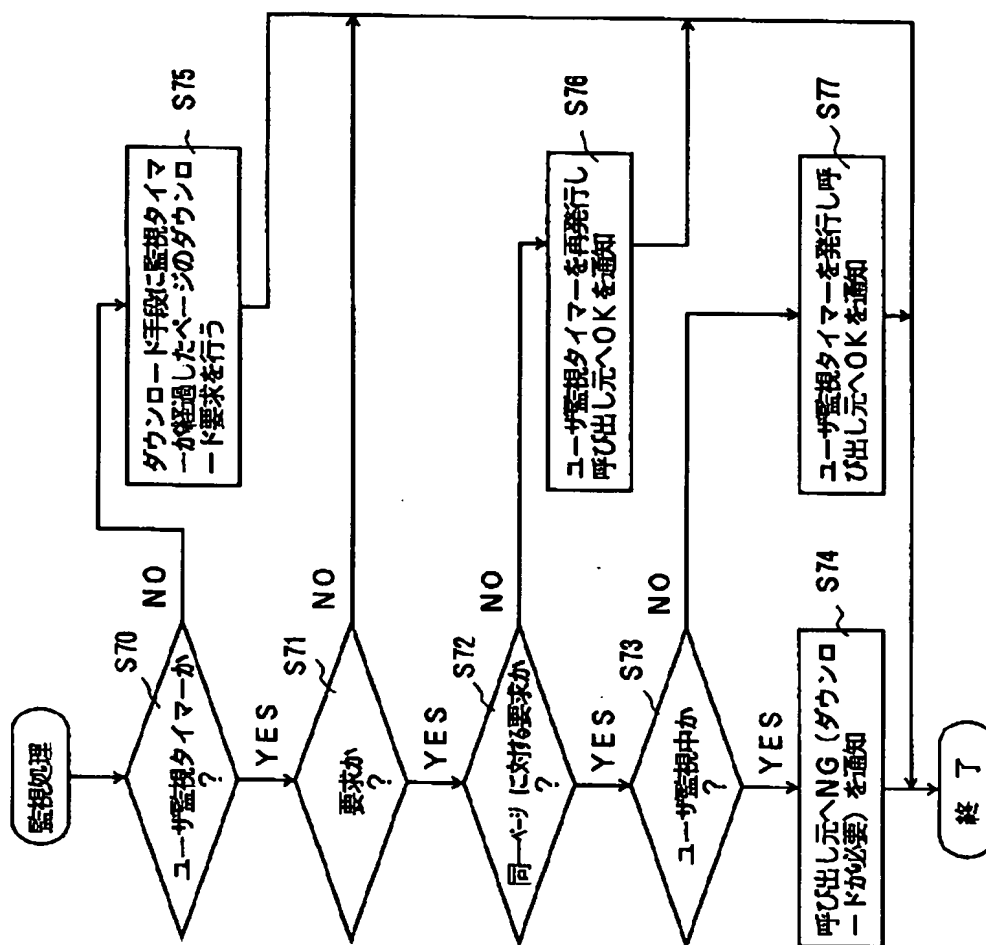 監視処理
S70
ユーザ監視タイマーか
?
NO
YES
S75
ダウンロード手段に監視タイマ
ーが経過したページのダウンロ
ード要求を行う
S71
要求か
?
NO
YES
S72
同一ページに対する要求か
?
NO
YES
S76
ユーザ監視タイマーを再発行し
呼び出し元へOKを通知
S73
ユーザ監視中か
?
NO
YES
S77
ユーザ監視タイマーを発行し呼
び出し元へOKを通知
S74
呼び出し元へNG(ダウンロ
ードが必要)を通知
終了